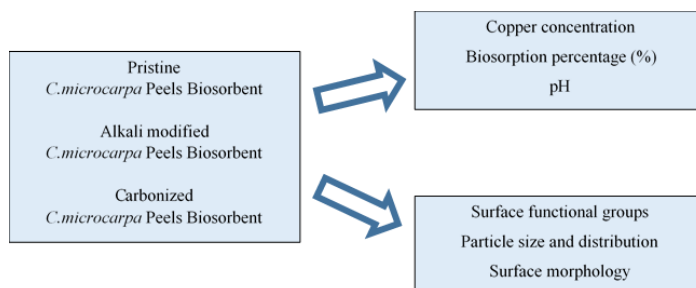 Pristine
C.microcarpa Peels Biosorbent
Alkali modified
C.microcarpa Peels Biosorbent
Carbonized
C.microcarpa Peels Biosorbent
Copper concentration
Biosorption percentage (%)
pH
Surface functional groups
Particle size and distribution
Surface morphology